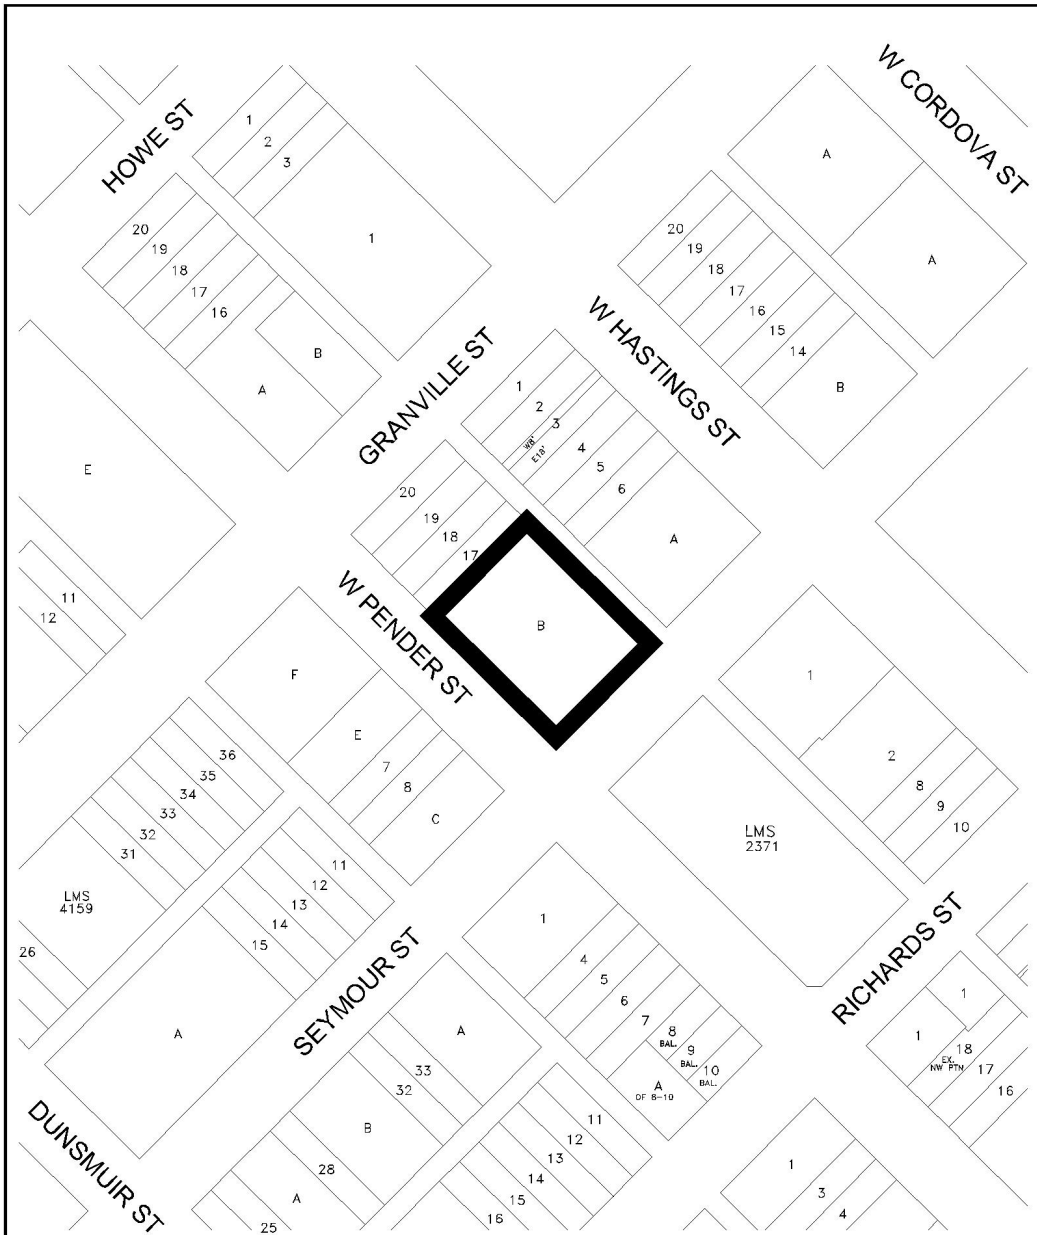 HOWE ST
W CORDOVA ST
1
2
3
1
20
19
18
17
16
B
A
A
A
20
19
18
17
16
15
14
B
GRANVILLE ST
W HASTINGS ST
1
2
3
W8'
E18'
4
5
6
A
E
11
12
20
19
18
17
B
W PENDER ST
F
E
7
8
C
36
35
34
33
32
31
LMS
4159
26
11
12
13
14
15
A
1
2
8
9
10
LMS
2371
RICHARDS ST
SEYMOUR ST
1
4
5
6
7
8
BAL.
9
BAL.
10
BAL.
A
OF 6-10
1
1
18
EX.
NW PTN
17
16
A
33
32
B
28
A
25
DUNSMUIR ST
11
12
13
14
15
16
1
3
4